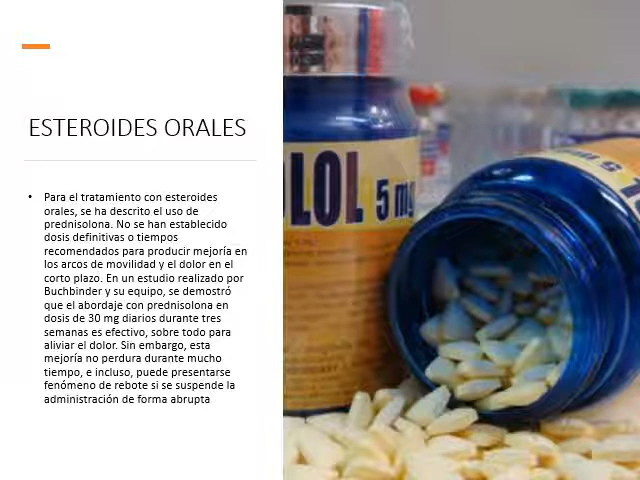 ESTEROIDES ORALES
• Para el tratamiento con esteroides
orales, se ha descrito el uso de
prednisolona. No se han establecido
dosis definitivas o tiempos
recomendados para producir mejoría en
los arcos de movilidad y el dolor en el
corto plazo. En un estudio realizado por
Buchbinder y su equipo, se demostró
que el abordaje con prednisolona en
dosis de 30 mg diarios durante tres
semanas es efectivo, sobre todo para
aliviar el dolor. Sin embargo, esta
mejoría no perdura durante mucho
tiempo, e incluso, puede presentarse
fenómeno de rebote si se suspende la
administración de forma abrupta
LOL 5 mg